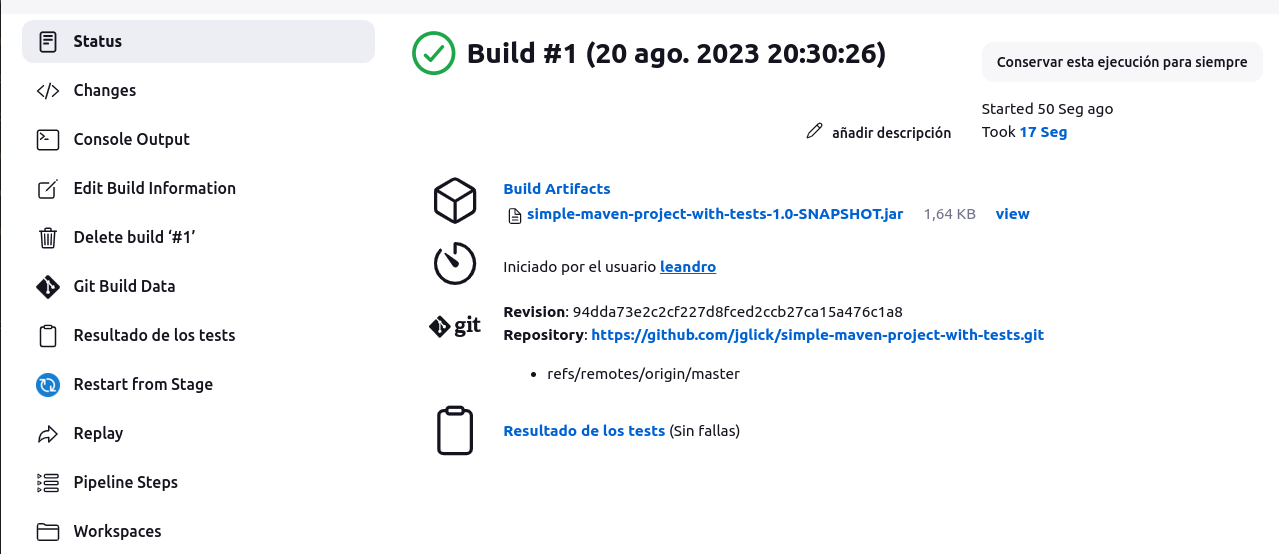 Status
Changes
Console Output
Edit Build Information
Delete build ‘#1’
Git Build Data
Resultado de los tests
Restart from Stage
Replay
Pipeline Steps
Workspaces
Build #1 (20 ago. 2023 20:30:26)
Conservar esta ejecución para siempre
Started 50 Seg ago
Took 17 Seg
añadir descripción
Build Artifacts
simple-maven-project-with-tests-1.0-SNAPSHOT.jar 1,64 KB view
Iniciado por el usuario leandro
git
Revision: 94dda73e2c2cf227d8fced2ccb27ca15a476c1a8
Repository: https://github.com/jglick/simple-maven-project-with-tests.git
• refs/remotes/origin/master
Resultado de los tests (Sin fallas)